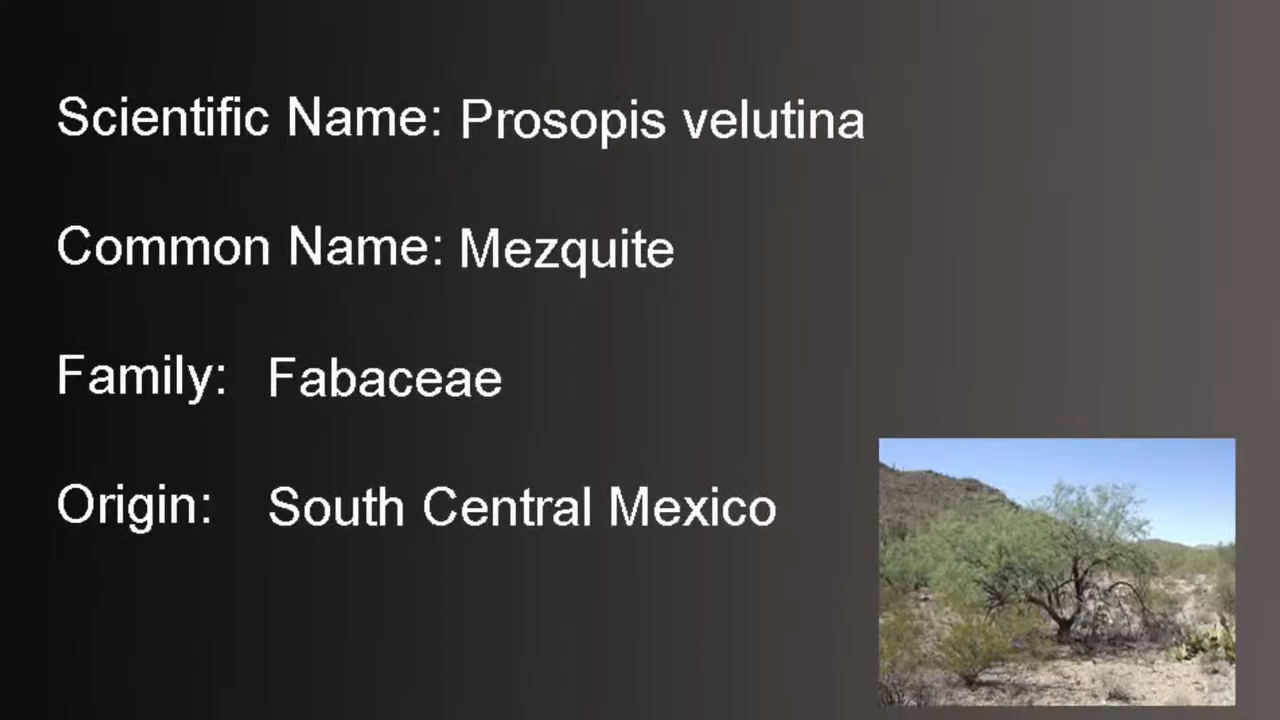 Scientific Name: Prosopis velutina
Common Name: Mezquite
Family: Fabaceae
Origin: South Central Mexico